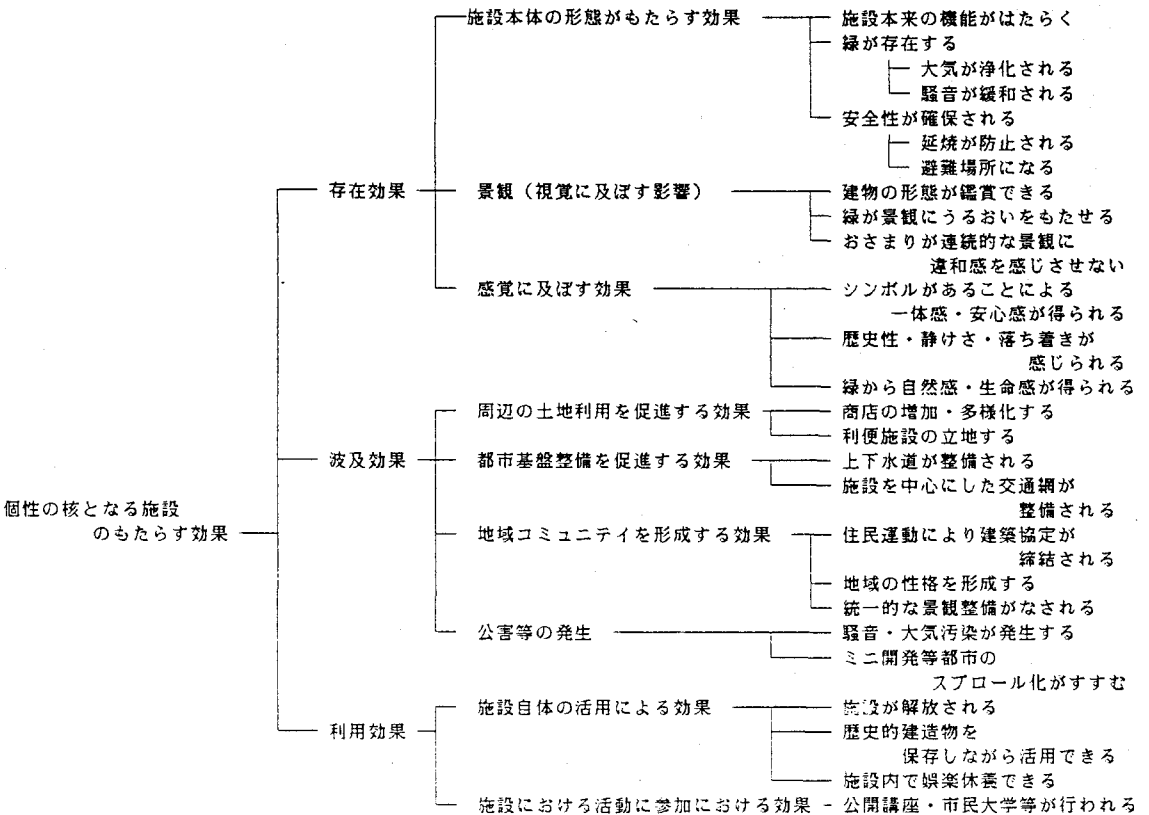 施設本体の形態がもたらす効果
施設本来の機能がはたらく
緑が存在する
大気が浄化される
騒音が緩和される
安全性が確保される
延焼が防止される
避難場所になる
存在効果
景観（視覚に及ぼす影響）
建物の形態が鑑賞できる
緑が景観にうるおいをもたせる
おさまりが連続的な景観に
違和感を感じさせない
感覚に及ぼす効果
シンボルがあることによる
一体感・安心感が得られる
歴史性・静けさ・落ち着きが
感じられる
緑から自然感・生命感が得られる
周辺の土地利用を促進する効果
商店の増加・多様化する
利便施設の立地する
波及効果
都市基盤整備を促進する効果
上下水道が整備される
施設を中心にした交通網が
整備される
個性の核となる施設
のもたらす効果
地域コミュニテイを形成する効果
住民運動により建築協定が
締結される
地域の性格を形成する
統一的な景観整備がなされる
公害等の発生
騒音・大気汚染が発生する
ミニ開発等都市の
スプロール化がすすむ
施設自体の活用による効果
施設が解放される
利用効果
歴史的建造物を
保存しながら活用できる
施設内で娯楽休養できる
施設における活動に参加における効果
公開講座・市民大学等が行われる